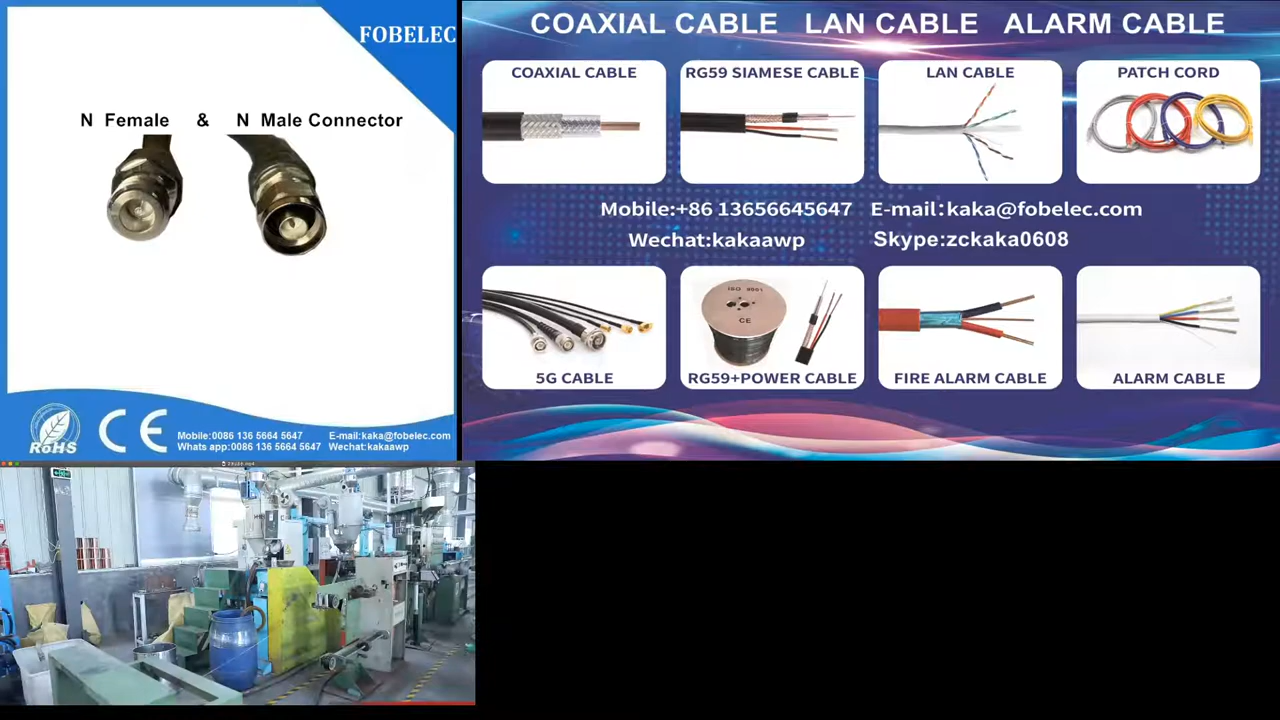 FOBELEC
N Female & N Male Connector
RoHS
CE
Mobile:0086 136 5664 5647 E-mail:kaka@fobelec.com
Whats app:0086 136 5664 5647 Wechat:kakaawp
COAXIAL CABLE LAN CABLE ALARM CABLE
COAXIAL CABLE
RG59 SIAMESE CABLE
LAN CABLE
PATCH CORD
Mobile:+86 13656645647 E-mail:kaka@fobelec.com
Wechat:kakaawp Skype:zckaka0608
ISO 9001
CE
5G CABLE
RG59+POWER CABLE
FIRE ALARM CABLE
ALARM CABLE